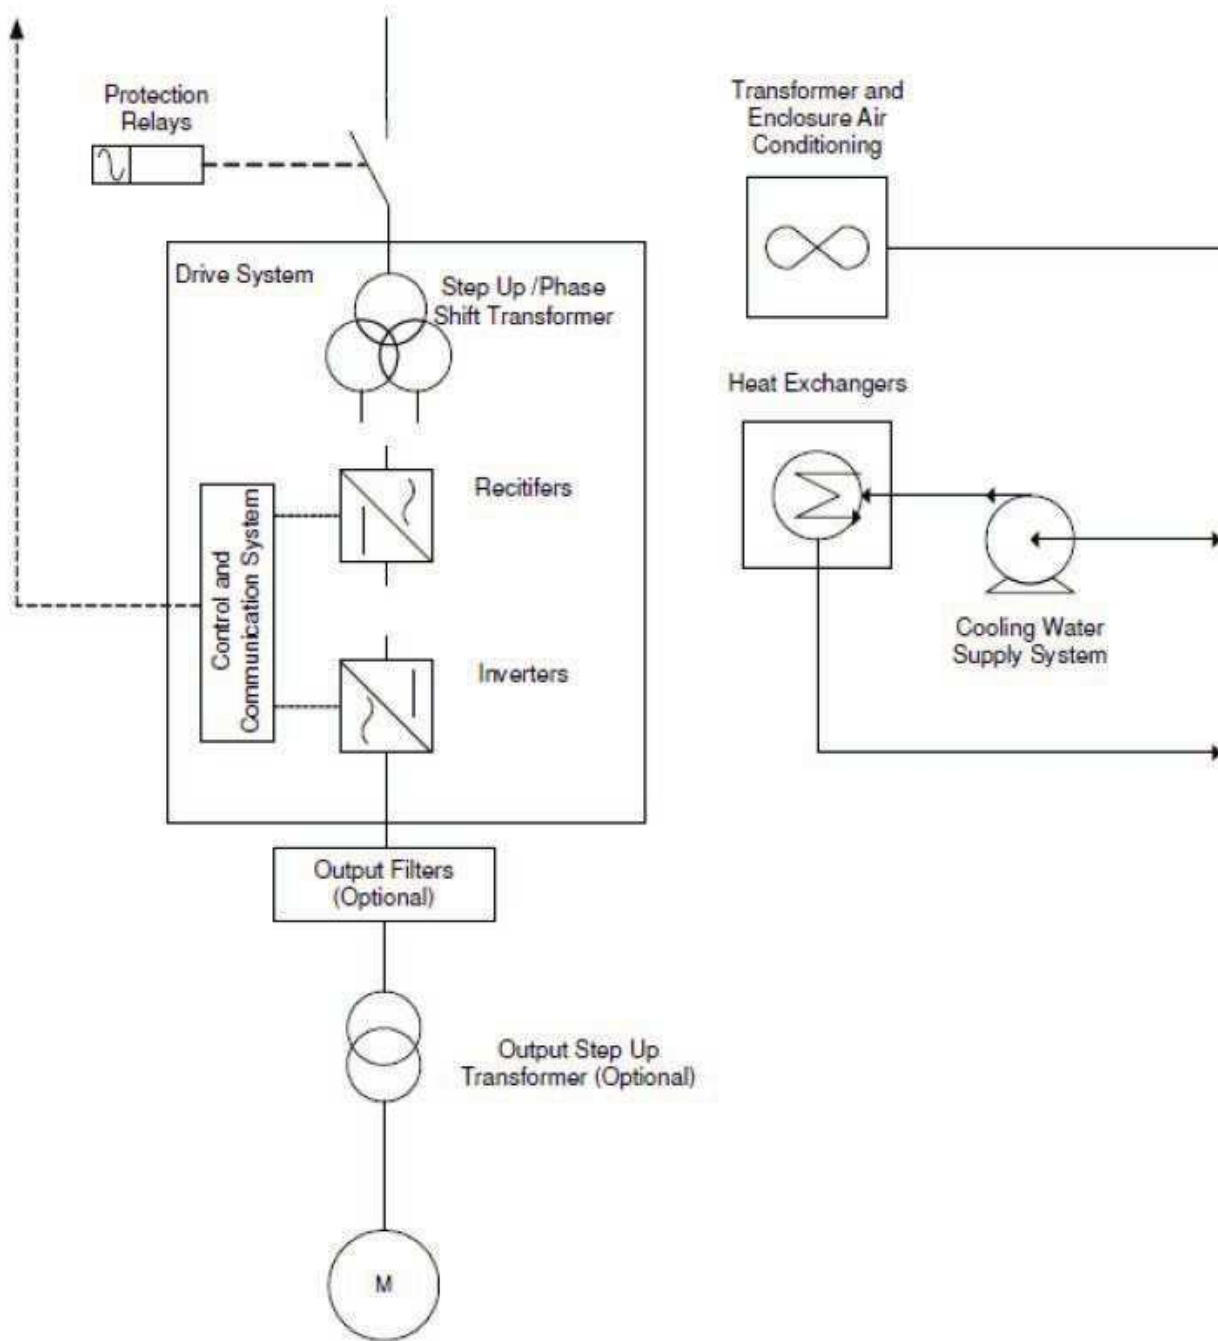 Protection
Relays
Transformer and
Enclosure Air
Conditioning
Drive System
Step Up /Phase
Shift Transformer
Heat Exchangers
Recitifers
Control and
Communication System
Inverters
Cooling Water
Supply System
Output Filters
(Optional)
Output Step Up
Transformer (Optional)
M